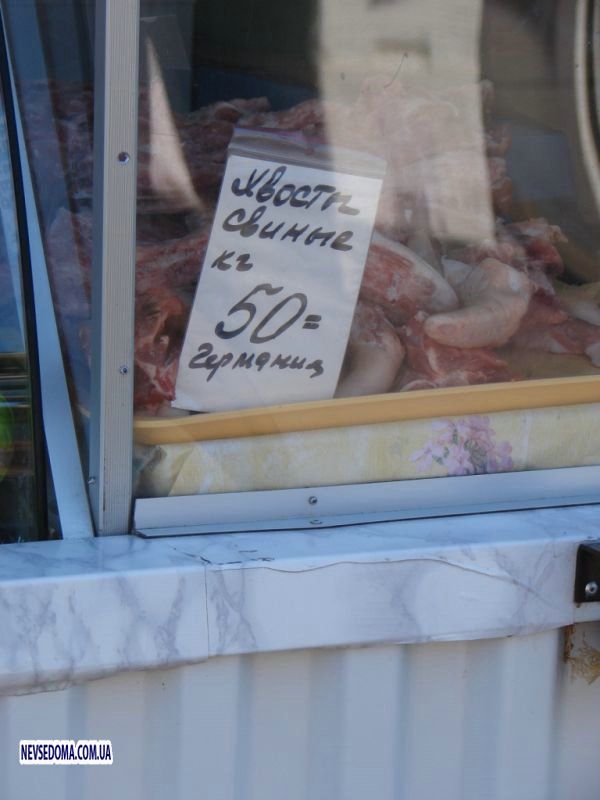 Хвосты
свиные
кг
50=
Германия
NEVSEDOMA.COM.UA